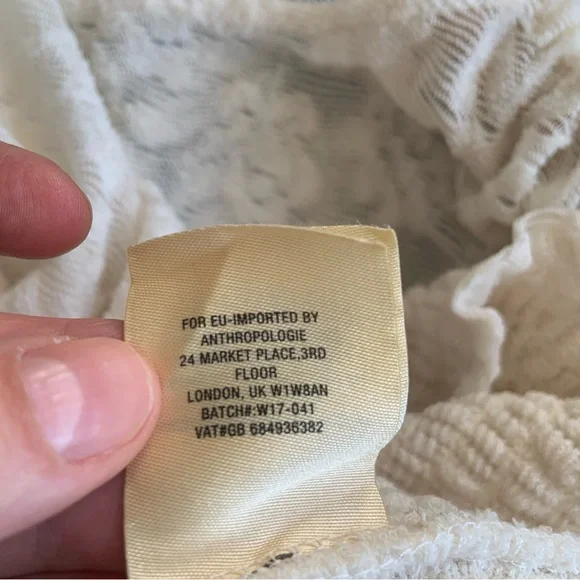 FOR EU-IMPORTED BY
ANTHROPOLOGIE
24 MARKET PLACE,3RD
FLOOR
LONDON, UK W1W8AN
BATCH#:W17-041
VAT#GB 684936382